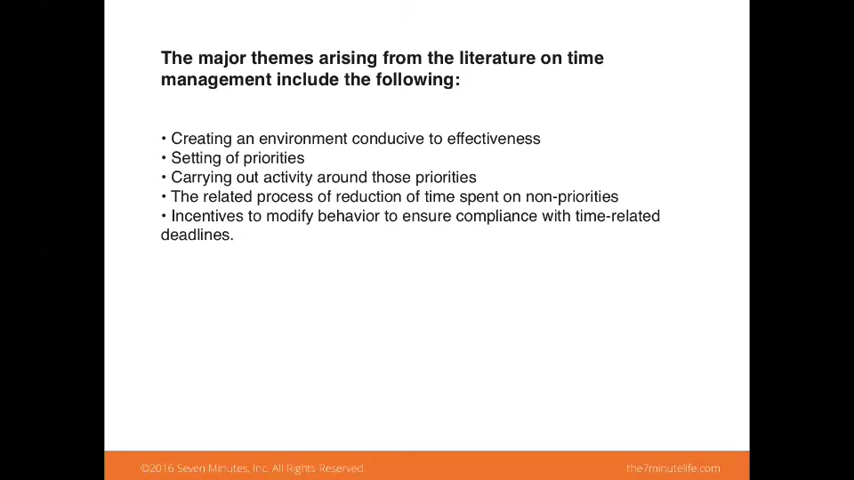 The major themes arising from the literature on time
management include the following:
• Creating an environment conducive to effectiveness
• Setting of priorities
• Carrying out activity around those priorities
• The related process of reduction of time spent on non-priorities
• Incentives to modify behavior to ensure compliance with time-related
deadlines.
©2016 Seven Minutes, Inc. All Rights Reserved.
the7minutelife.com